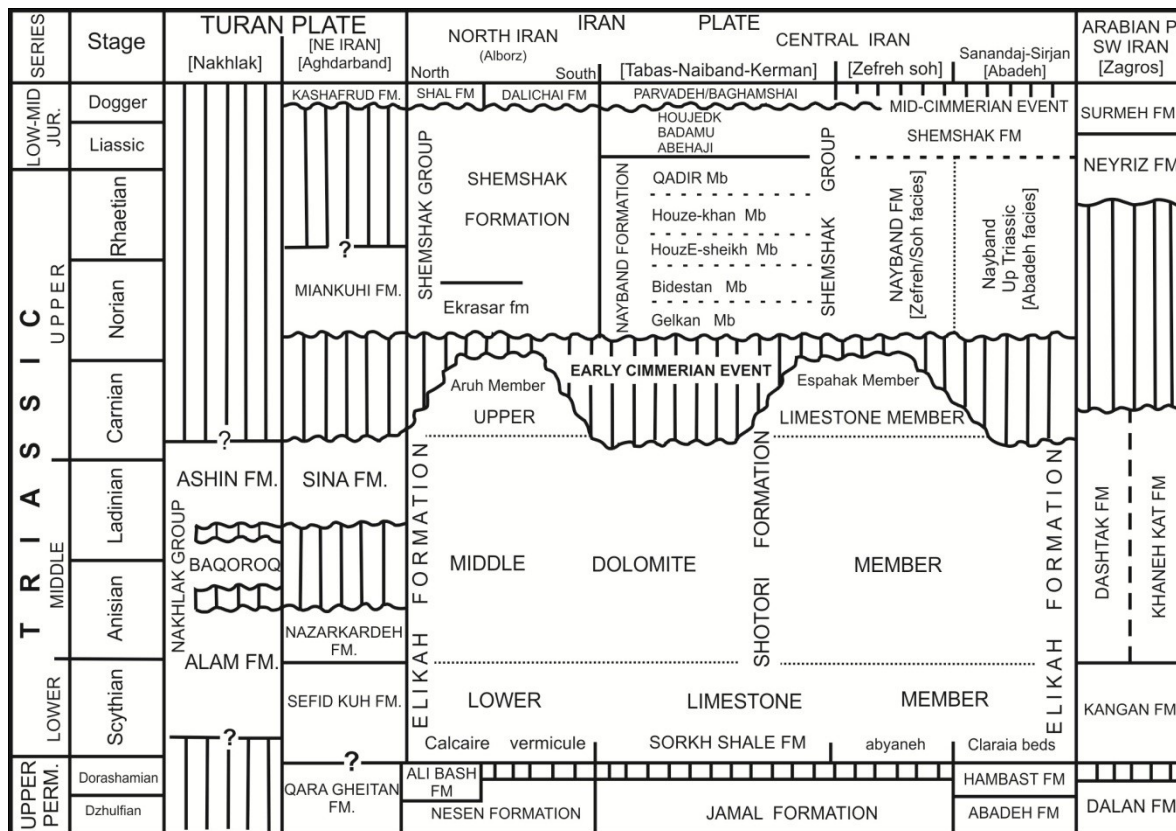 SERIES
Stage
TURAN PLATE
[Nakhlak]
[NE IRAN]
[Aghdarband]
IRAN PLATE
NORTH IRAN
(Alborz)
North South
CENTRAL IRAN
[Tabas-Naiband-Kerman]
[Zefreh soh]
Sanandaj-Sirjan
[Abadeh]
ARABIAN P
SW IRAN
[Zagros]
LOW-MID
JUR.
Dogger
Liassic
KASHAFRUD FM.
SHAL FM
DALICHAI FM
PARVADEH/BAGHAMSHAI
MID-CIMMERIAN EVENT
SURMEH FM
HOUJEDK
BADAMU
ABEHAJI
SHEMSHAK FM
NEYRIZ FM
TRIASSIC
UPPER
Rhaetian
Norian
Carnian
SHEMSHAK GROUP
SHEMSHAK
FORMATION
Ekrasar fm
NAYBAND FORMATION
QADIR Mb
Houze-khan Mb
HouzE-sheikh Mb
Bidestan Mb
Gelkan Mb
SHEMSHAK GROUP
NAYBAND FM
[Zefreh/Soh facies]
Nayband
Up Triassic
[Abadeh facies]
?
MIANKUHI FM.
EARLY CIMMERIAN EVENT
Aruh Member
UPPER
Espahak Member
LIMESTONE MEMBER
?
MIDDLE
Ladinian
Anisian
NAKHLAK GROUP
ASHIN FM.
BAQOROQ
ALAM FM.
SINA FM.
NAZARKARDEH
FM.
ELIKAH FORMATION
MIDDLE DOLOMITE MEMBER
SHOTORI FORMATION
ELIKAH FORMATION
DASHTAK FM
KHANEH KAT FM
LOWER
Scythian
SEFID KUH FM.
LOWER LIMESTONE MEMBER
KANGAN FM
?
Calcaire vermicule
SORKH SHALE FM
abyaneh
Claraia beds
?
UPPER
PERM.
Dorashamian
Dzhulfian
QARA GHEITAN
FM.
ALI BASH
FM
NESEN FORMATION
JAMAL FORMATION
HAMBAST FM
ABADEH FM
DALAN FM